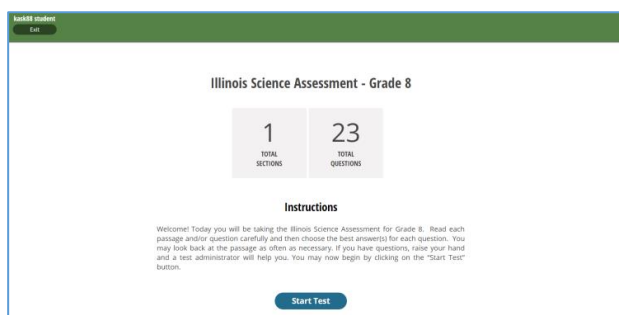 kaskill8 student
Exit
Illinois Science Assessment - Grade 8
1
TOTAL
SECTIONS
23
TOTAL
QUESTIONS
Instructions
Welcome! Today you will be taking the Illinois Science Assessment for Grade 8. Read each
passage and/or question carefully and then choose the best answer(s) for each question. You
may look back at the passage as often as necessary. If you have questions, raise your hand
and a test administrator will help you. You may now begin by clicking on the "Start Test"
button.
Start Test